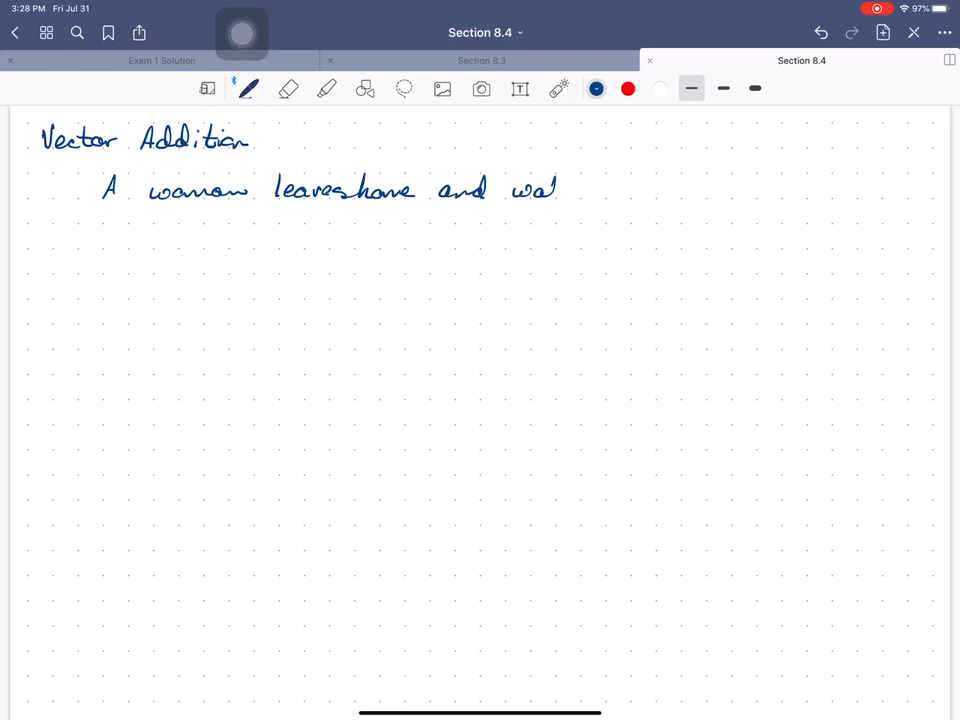 3:28 PM Fri Jul 31
97%
Section 8.4
Exam 1 Solution
Section 8.3
Section 8.4
Vector Addition
A woman leaves home and wal